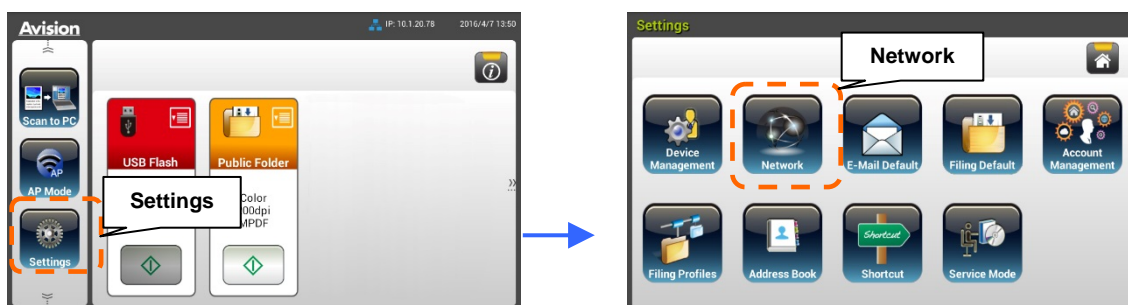 Avision
IP: 10.1.20.78
2016/4/7 13:50
Scan to PC
AP
AP Mode
Settings
USB Flash
Public Folder
Color
MPDF
Settings
Settings
Network
Device
Management
Network
E-Mail Default
Filing Default
Account
Management
Filing Profiles
Address Book
Shortcut
Shortcut
Service Mode